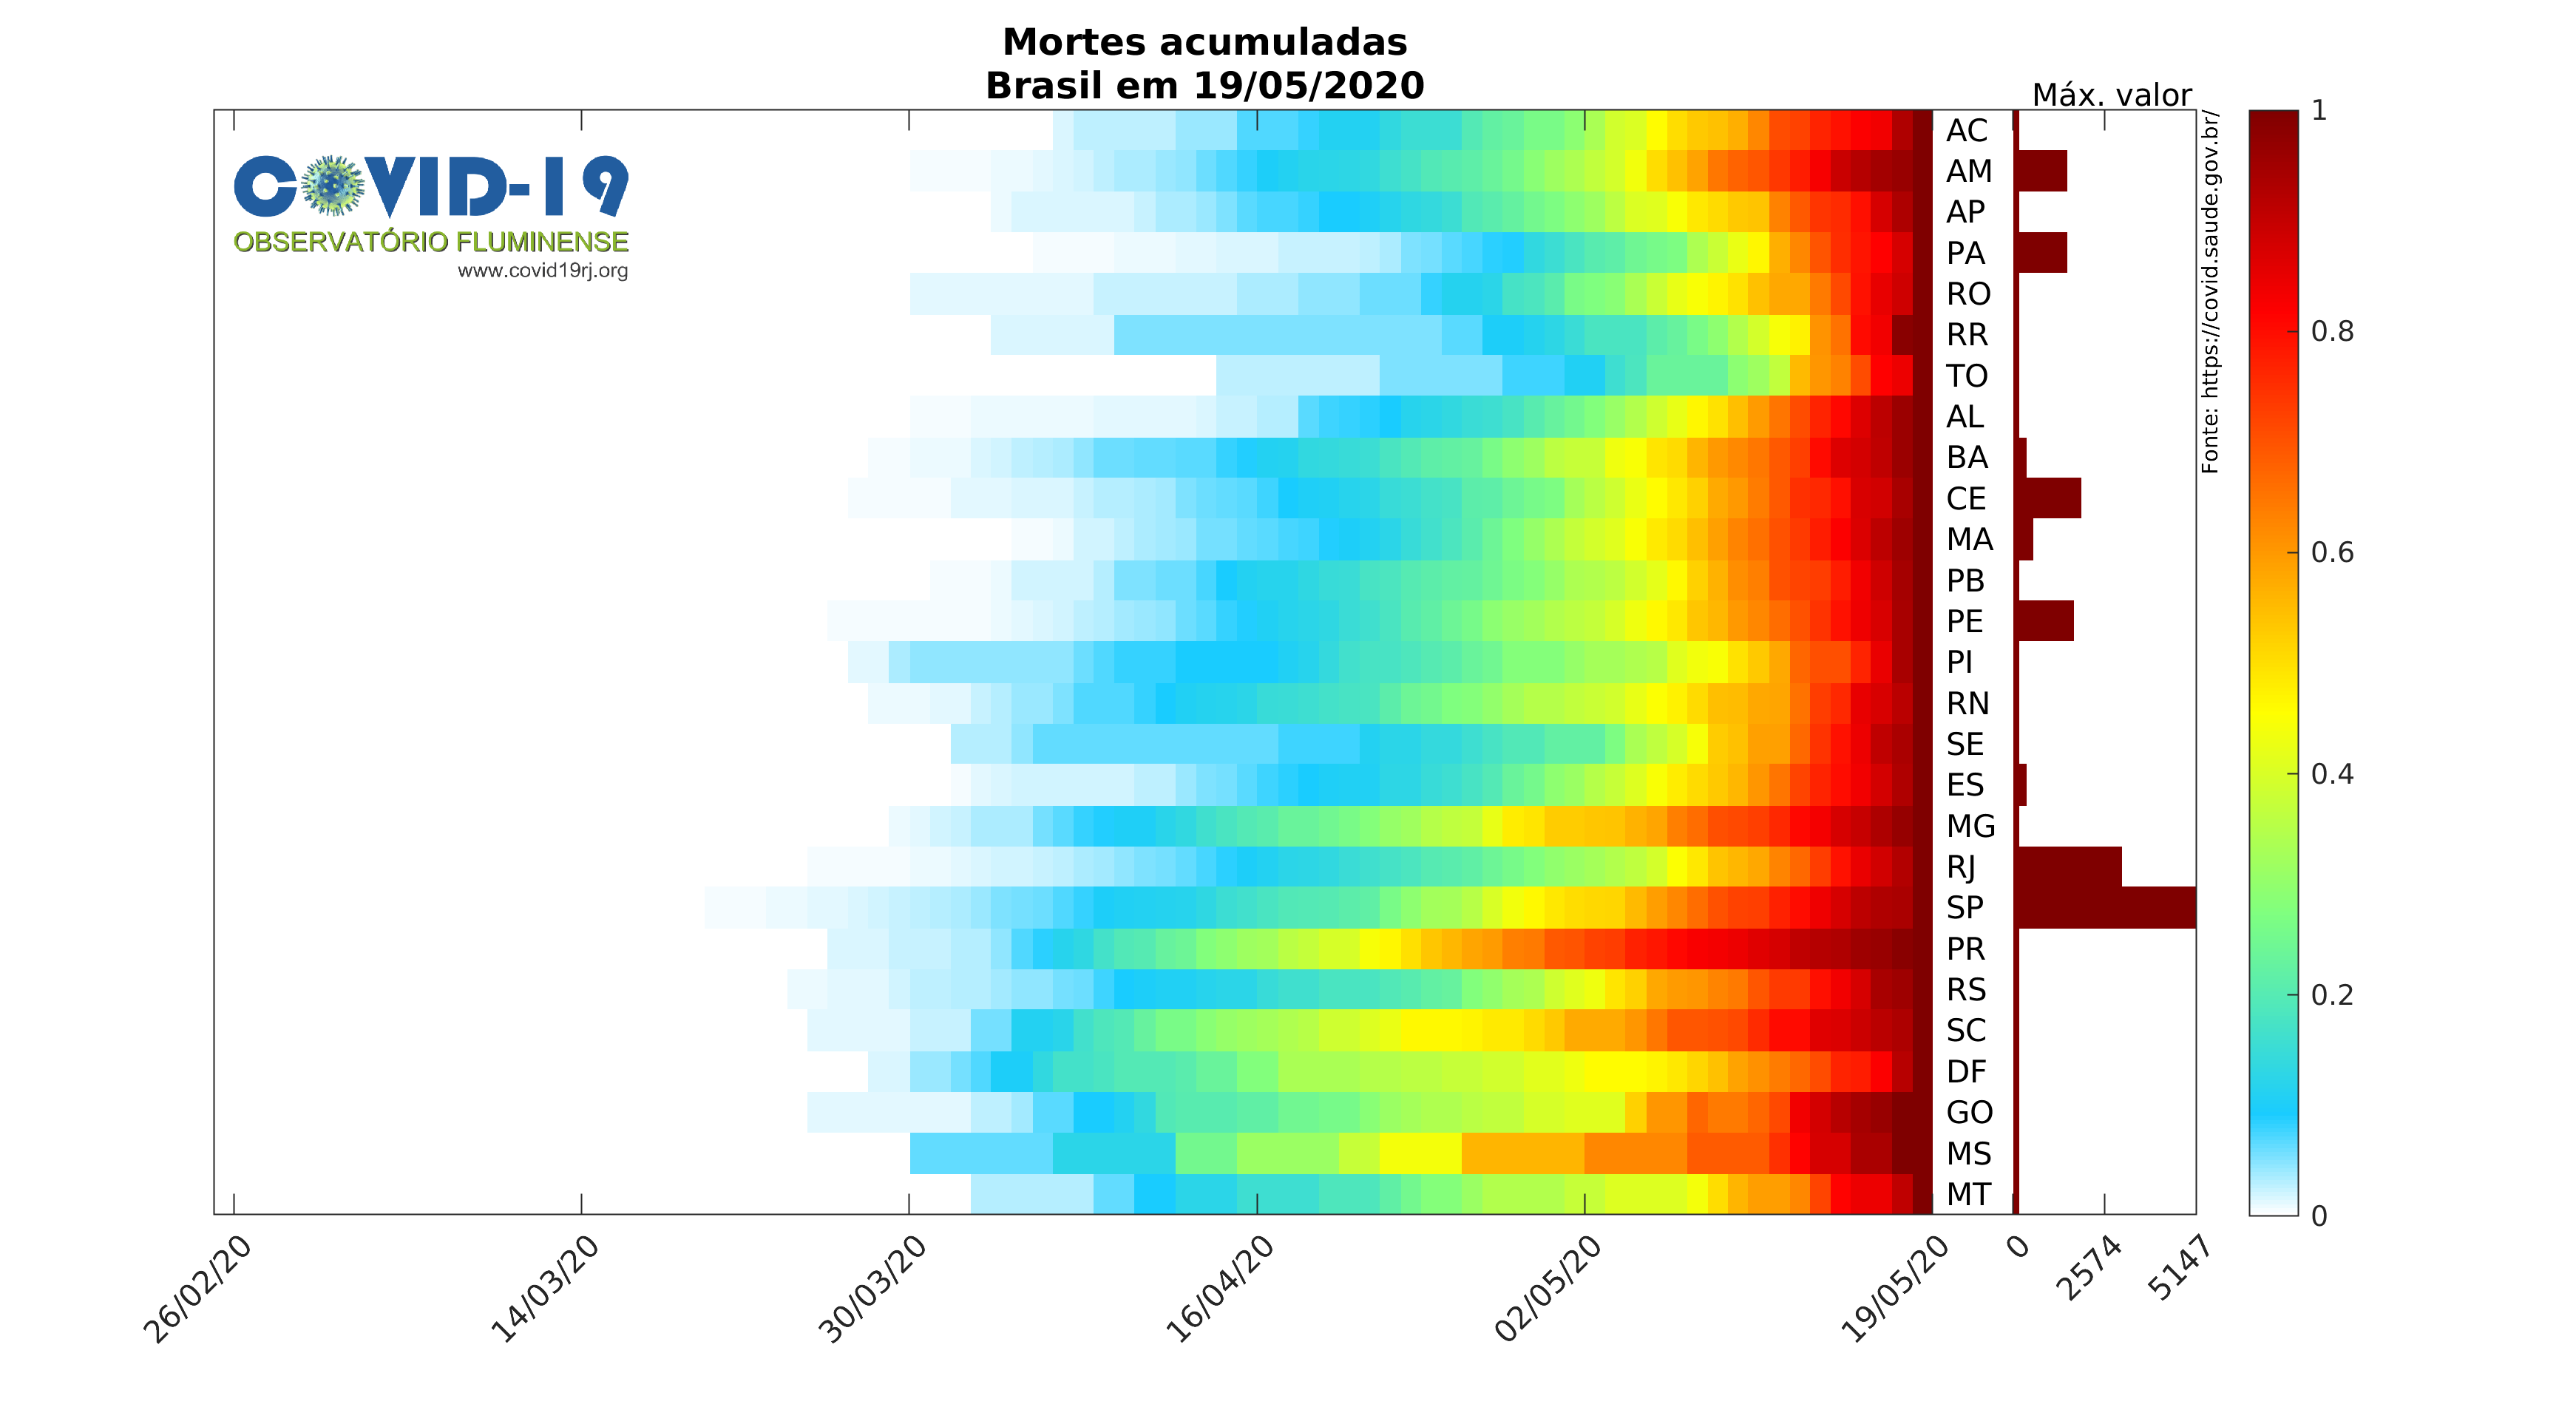 Mortes acumuladas
Brasil em 19/05/2020
Máx. valor
COVID-19
OBSERVATÓRIO FLUMINENSE
www.covid19rj.org
AC
AM
AP
PA
RO
RR
TO
AL
BA
CE
MA
PB
PE
PI
RN
SE
ES
MG
RJ
SP
PR
RS
SC
DF
GO
MS
MT
Fonte: https://covid.saude.gov.br/
1
0.8
0.6
0.4
0.2
0
26/02/20
14/03/20
30/03/20
16/04/20
02/05/20
19/05/20
0
2574
5147